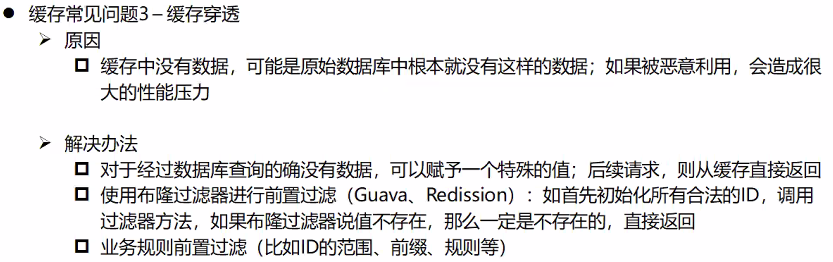 ● 缓存常见问题3 – 缓存穿透
➢ 原因
❑ 缓存中没有数据，可能是原始数据库中根本就没有这样的数据；如果被恶意利用，会造成很
大的性能压力
➢ 解决办法
❑ 对于经过数据库查询的确没有数据，可以赋予一个特殊的值；后续请求，则从缓存直接返回
❑ 使用布隆过滤器进行前置过滤（Guava、Redission）：如首先初始化所有合法的ID，调用
过滤器方法，如果布隆过滤器说值不存在，那么一定是不存在的，直接返回
❑ 业务规则前置过滤（比如ID的范围、前缀、规则等）